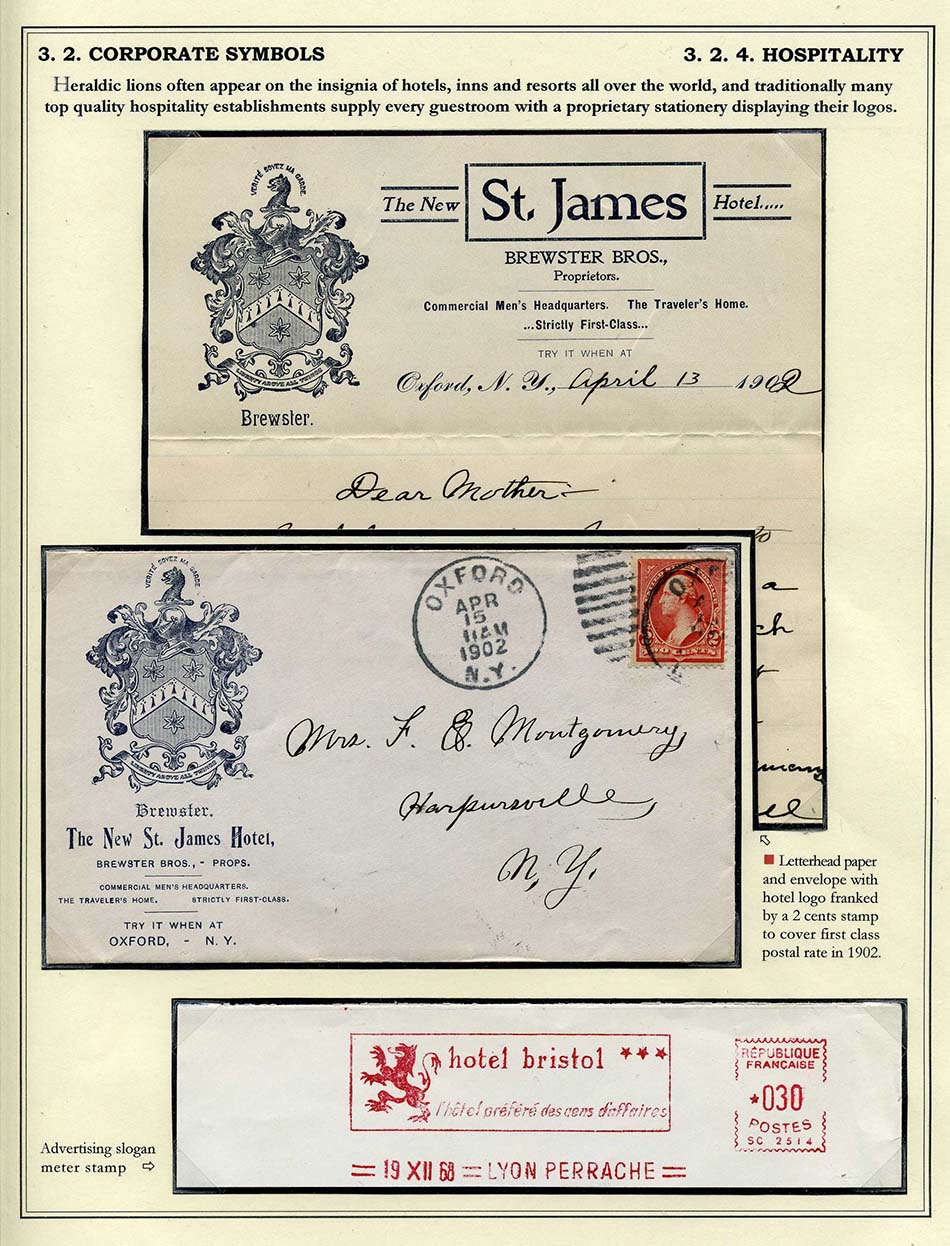 3. 2. CORPORATE SYMBOLS 3. 2. 4. HOSPITALITY
Heraldic lions often appear on the insignia of hotels, inns and resorts all over the world, and traditionally many
top quality hospitality establishments supply every guestroom with a proprietary stationery displaying their logos.
VERITÉ SOYEZ MA GARDE.
LIBERTY ABOVE ALL THINGS
Brewster.
The New St. James Hotel.....
BREWSTER BROS.,
Proprietors.
Commercial Men's Headquarters. The Traveler's Home.
...Strictly First-Class...
TRY IT WHEN AT
Oxford, N. Y., April 13 1902
Dear Mother:-
to
a
ch
el
VERITÉ SOYEZ MA GARDE
LIBERTY ABOVE ALL THINGS
Brewster.
The New St. James Hotel,
BREWSTER BROS., - PROPS.
COMMERCIAL MEN'S HEADQUARTERS.
THE TRAVELER'S HOME. STRICTLY FIRST-CLASS.
TRY IT WHEN AT
OXFORD, - N. Y.
OXFORD
APR
15
11AM
1902
N.Y.
TWO CENTS
Mrs. F. E. Montgomery,
Harpursville,
N. Y.
■ Letterhead paper
and envelope with
hotel logo franked
by a 2 cents stamp
to cover first class
postal rate in 1902.
hotel bristol ★★★
l'hôtel préféré des gens d'affaires
= 19 XII 68 = LYON PERRACHE =
RÉPUBLIQUE
FRANÇAISE
★030
POSTES
SC 2514
Advertising slogan
meter stamp ⇨